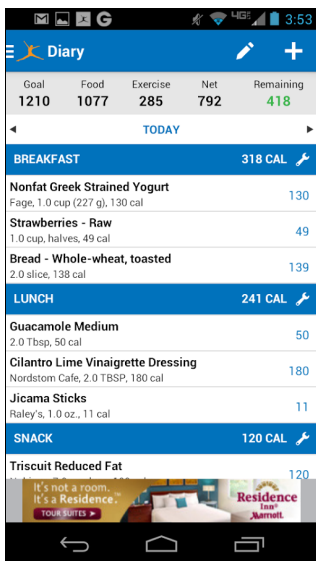 4G 3:53
Diary
Goal Food Exercise Net Remaining
1210 1077 285 792 418
TODAY
BREAKFAST 318 CAL
Nonfat Greek Strained Yogurt
Fage, 1.0 cup (227 g), 130 cal 130
Strawberries - Raw
1.0 cup, halves, 49 cal 49
Bread - Whole-wheat, toasted
2.0 slice, 138 cal 139
LUNCH 241 CAL
Guacamole Medium
2.0 Tbsp, 50 cal 50
Cilantro Lime Vinaigrette Dressing
Nordstom Cafe, 2.0 TBSP, 180 cal 180
Jicama Sticks
Raley's, 1.0 oz., 11 cal 11
SNACK 120 CAL
Triscuit Reduced Fat
120
It's not a room.
It's a Residence.
TOUR SUITES
Residence
Inn
Marriott